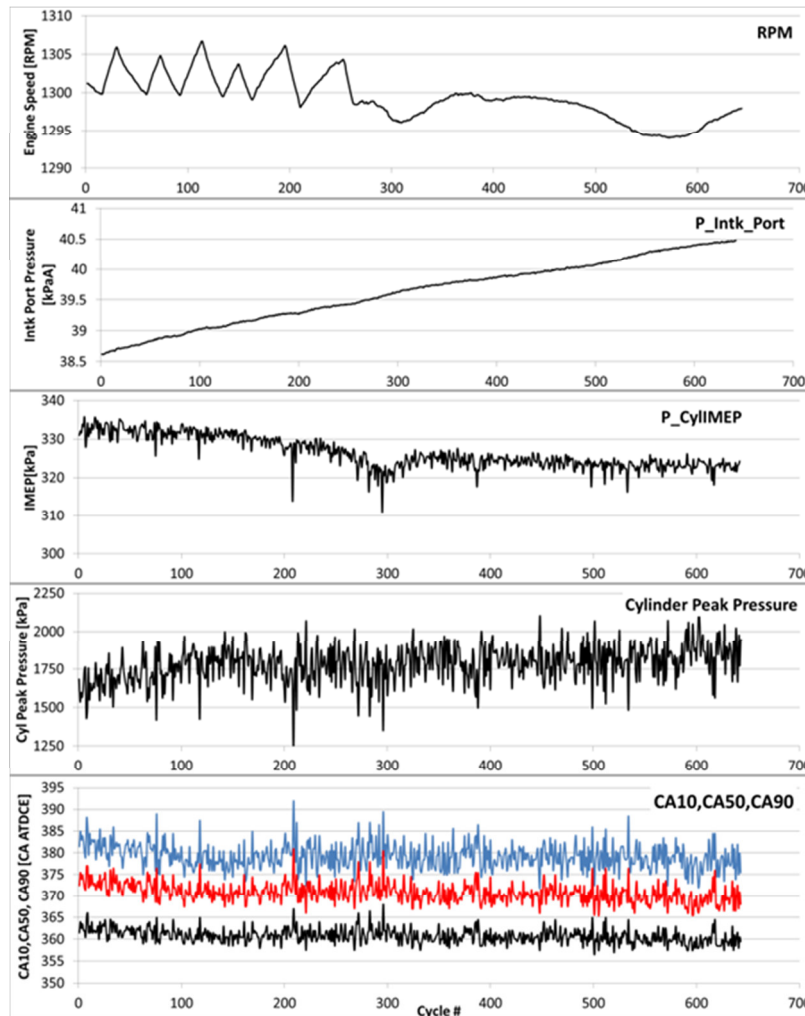 RPM
Engine Speed [RPM]
1310
1305
1300
1295
1290
0 100 200 300 400 500 600 700
P_Intk_Port
Intk Port Pressure
[kPaA]
41
40.5
40
39.5
39
38.5
0 100 200 300 400 500 600 700
P_CylIMEP
IMEP[kPa]
340
330
320
310
300
0 100 200 300 400 500 600 700
Cylinder Peak Pressure
Cyl Peak Pressure [kPa]
2250
2000
1750
1500
1250
0 100 200 300 400 500 600 700
CA10,CA50,CA90
CA10,CA50, CA90 [CA ATDCE]
395
390
385
380
375
370
365
360
355
350
0 100 200 300 400 500 600 700
Cycle #